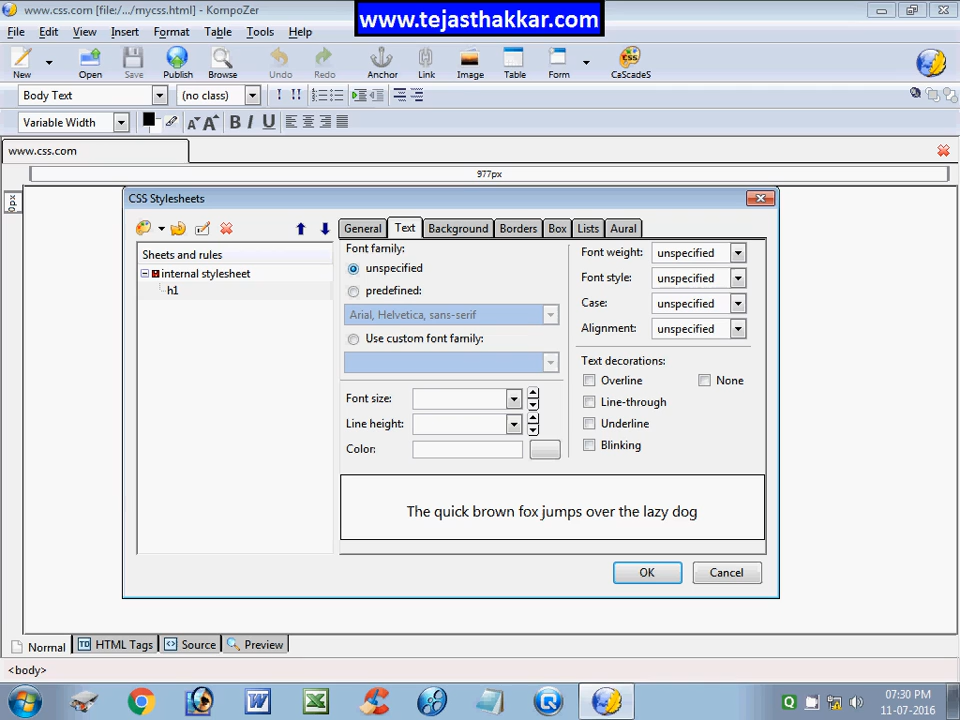 www.css.com [file:/.../mycss.html] - KompoZer
www.tejasthakkar.com
File Edit View Insert Format Table Tools Help
New Open Save Publish Browse Undo Redo Anchor Link Image Table Form CaScadeS
Body Text (no class) ! !!
Variable Width A A B I U
www.css.com
977px
0px
CSS Stylesheets
General Text Background Borders Box Lists Aural
Sheets and rules
internal stylesheet
h1
Font family:
unspecified
predefined:
Arial, Helvetica, sans-serif
Use custom font family:
Font size:
Line height:
Color:
Font weight: unspecified
Font style: unspecified
Case: unspecified
Alignment: unspecified
Text decorations:
Overline None
Line-through
Underline
Blinking
The quick brown fox jumps over the lazy dog
OK Cancel
Normal HTML Tags Source Preview
<body>
07:30 PM
11-07-2016